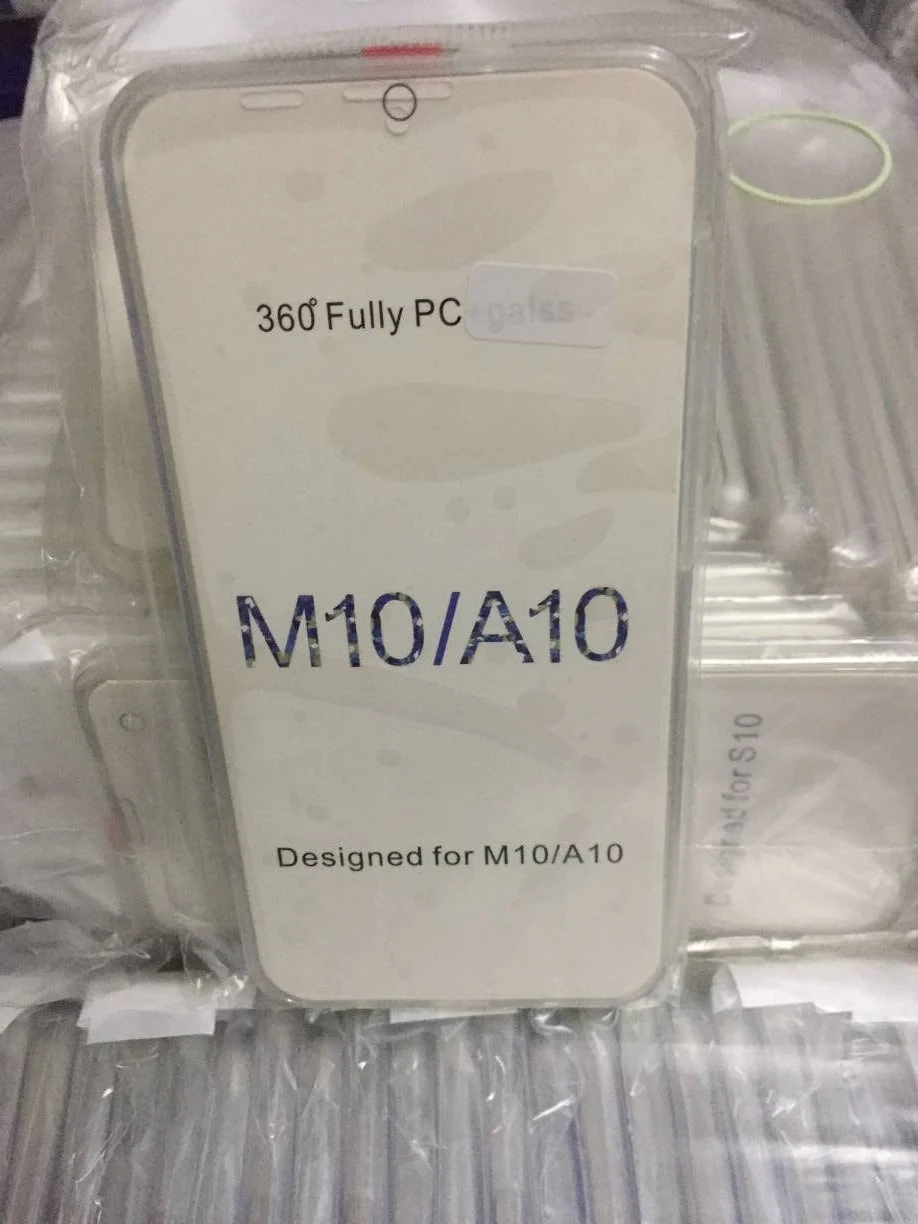 360° Fully PC +galss
M10/A10
Designed for M10/A10
Designed for S10